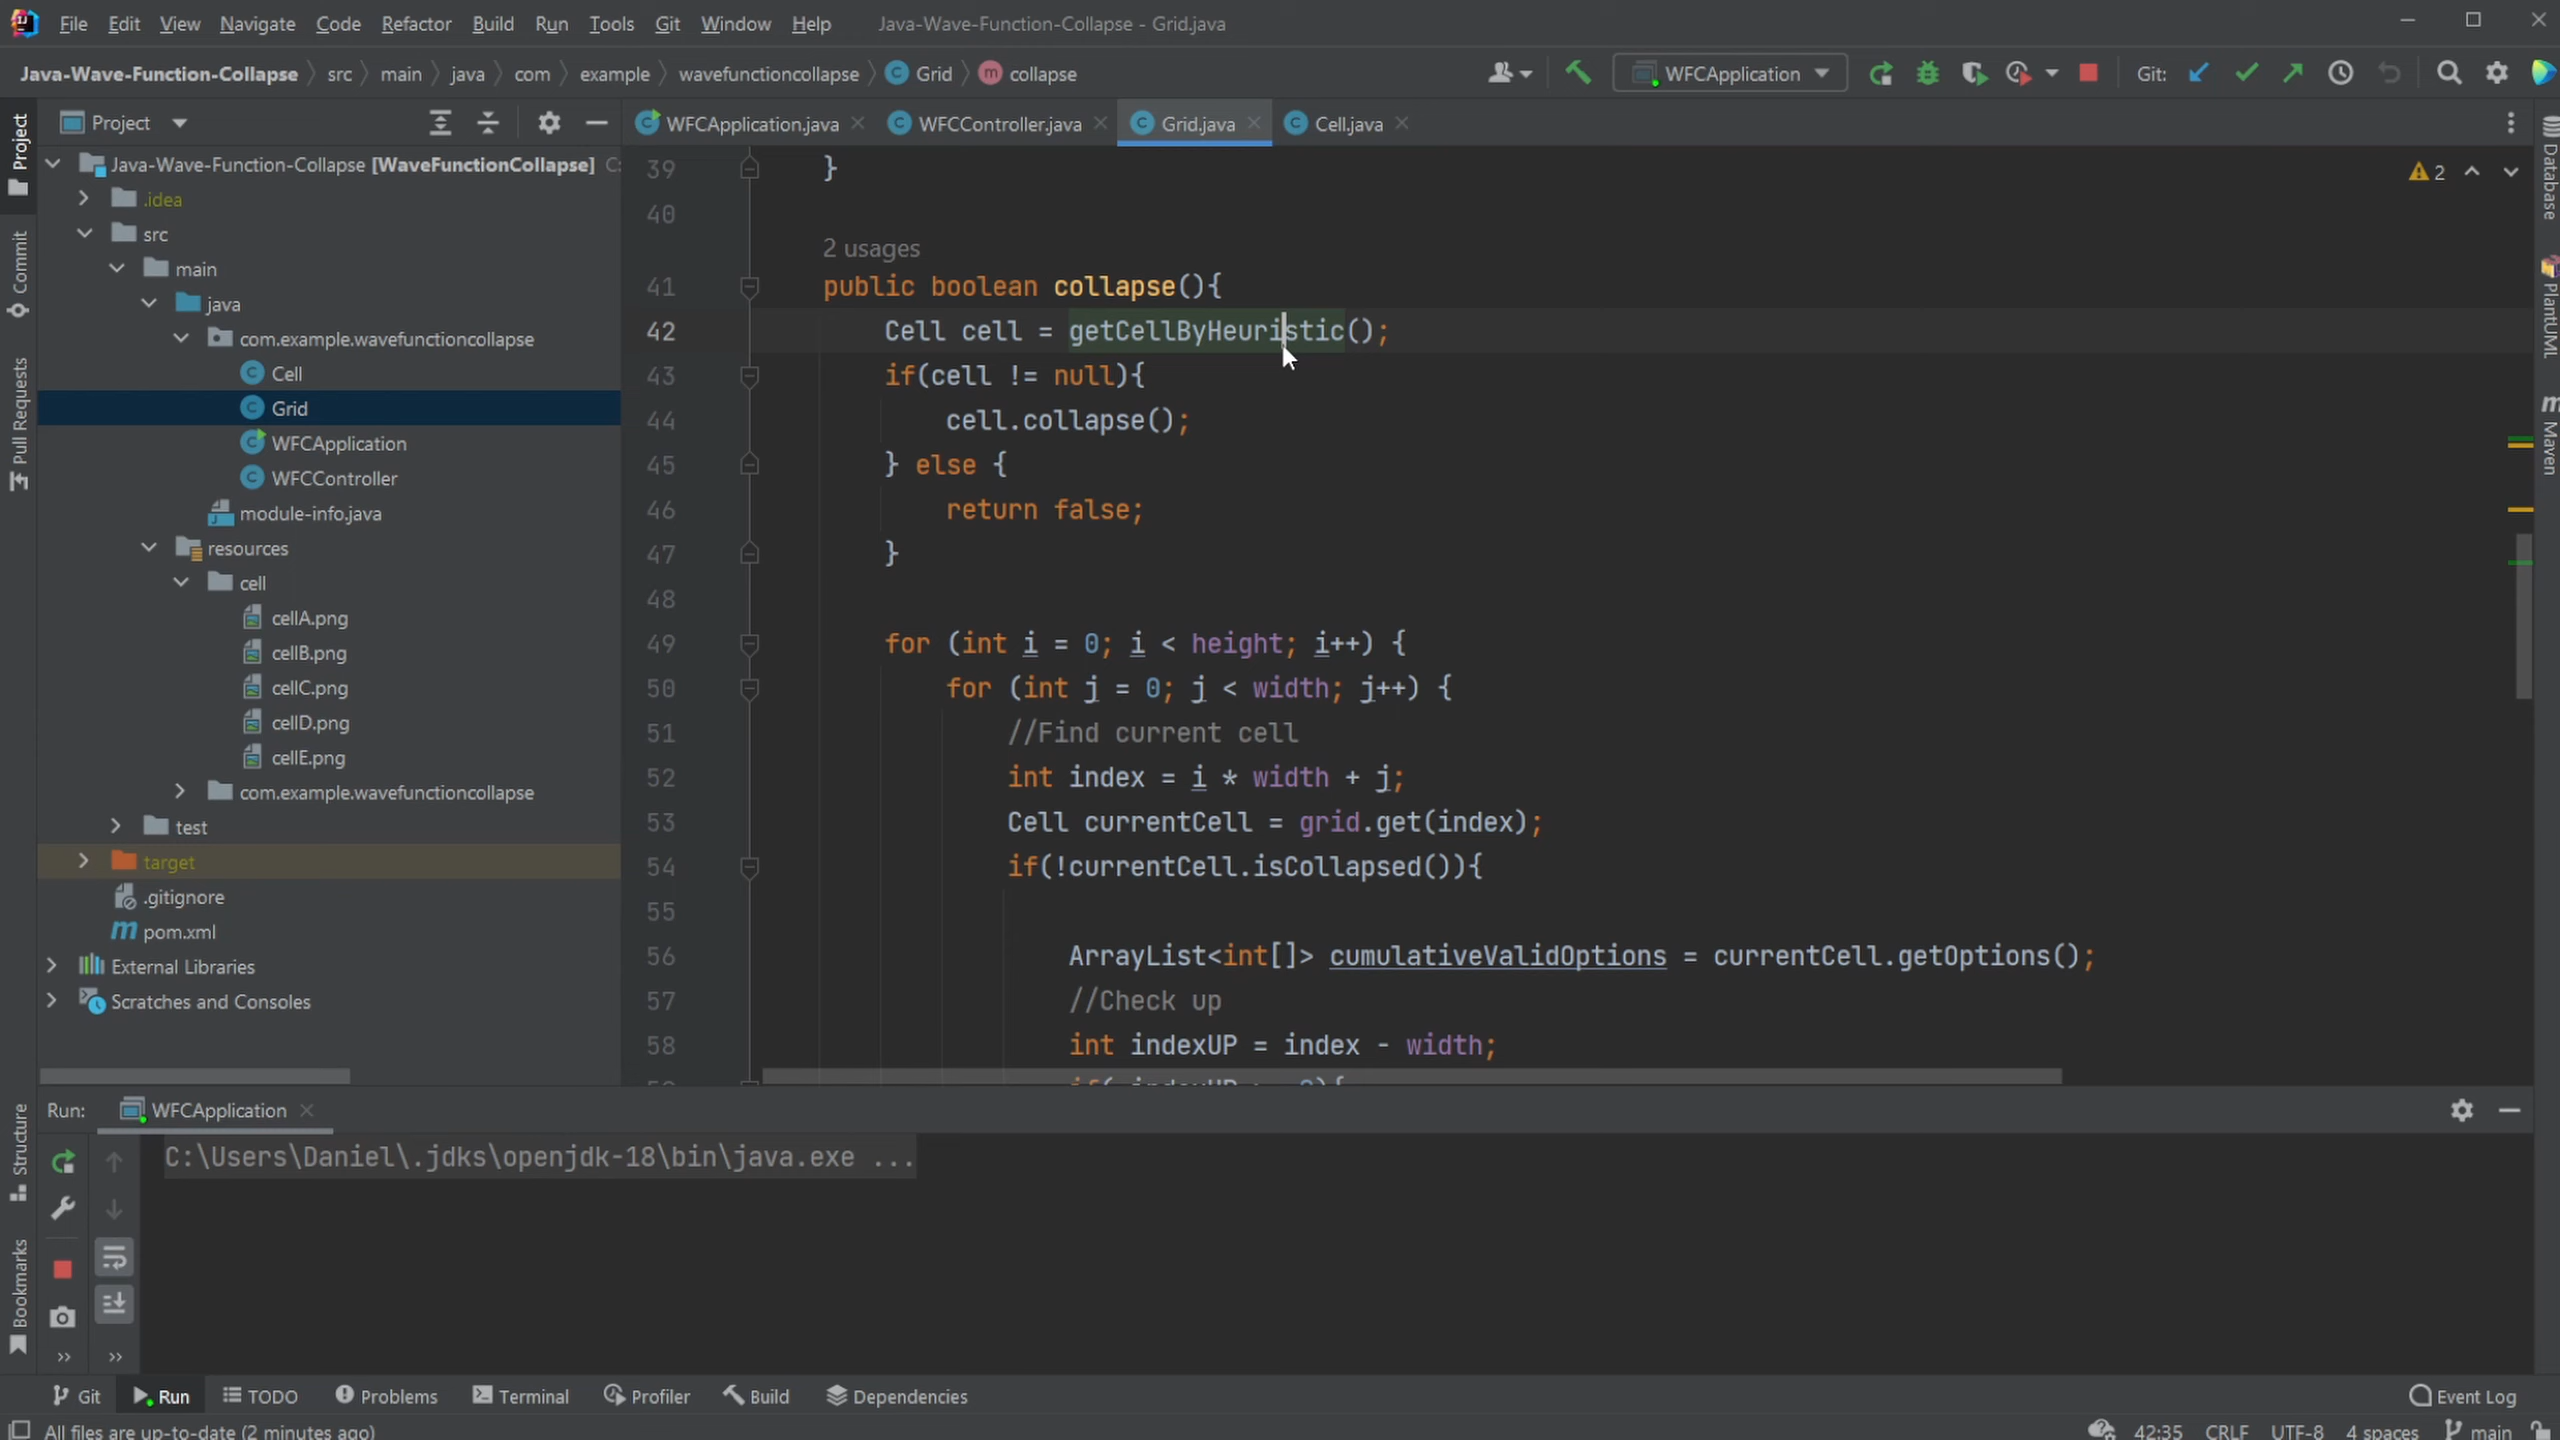 File Edit View Navigate Code Refactor Build Run Tools Git Window Help Java-Wave-Function-Collapse - Grid.java
Java-Wave-Function-Collapse src main java com example wavefunctioncollapse Grid collapse WFCApplication Git:
Project WFCApplication.java WFCController.java Grid.java Cell.java
Project
Commit
Pull Requests
Structure
Bookmarks
Java-Wave-Function-Collapse [WaveFunctionCollapse] C:
.idea
src
main
java
com.example.wavefunctioncollapse
Cell
Grid
WFCApplication
WFCController
module-info.java
resources
cell
cellA.png
cellB.png
cellC.png
cellD.png
cellE.png
com.example.wavefunctioncollapse
test
target
.gitignore
pom.xml
External Libraries
Scratches and Consoles
39 }
40
2 usages
41 public boolean collapse(){
42 Cell cell = getCellByHeuristic();
43 if(cell != null){
44 cell.collapse();
45 } else {
46 return false;
47 }
48
49 for (int i = 0; i < height; i++) {
50 for (int j = 0; j < width; j++) {
51 //Find current cell
52 int index = i * width + j;
53 Cell currentCell = grid.get(index);
54 if(!currentCell.isCollapsed()){
55
56 ArrayList<int[]> cumulativeValidOptions = currentCell.getOptions();
57 //Check up
58 int indexUP = index - width;
2
Database
PlantUML
Maven
Run: WFCApplication
C:\Users\Daniel\.jdks\openjdk-18\bin\java.exe ...
Git Run TODO Problems Terminal Profiler Build Dependencies Event Log
All files are up-to-date (2 minutes ago) 42:35 CRLF UTF-8 4 spaces main